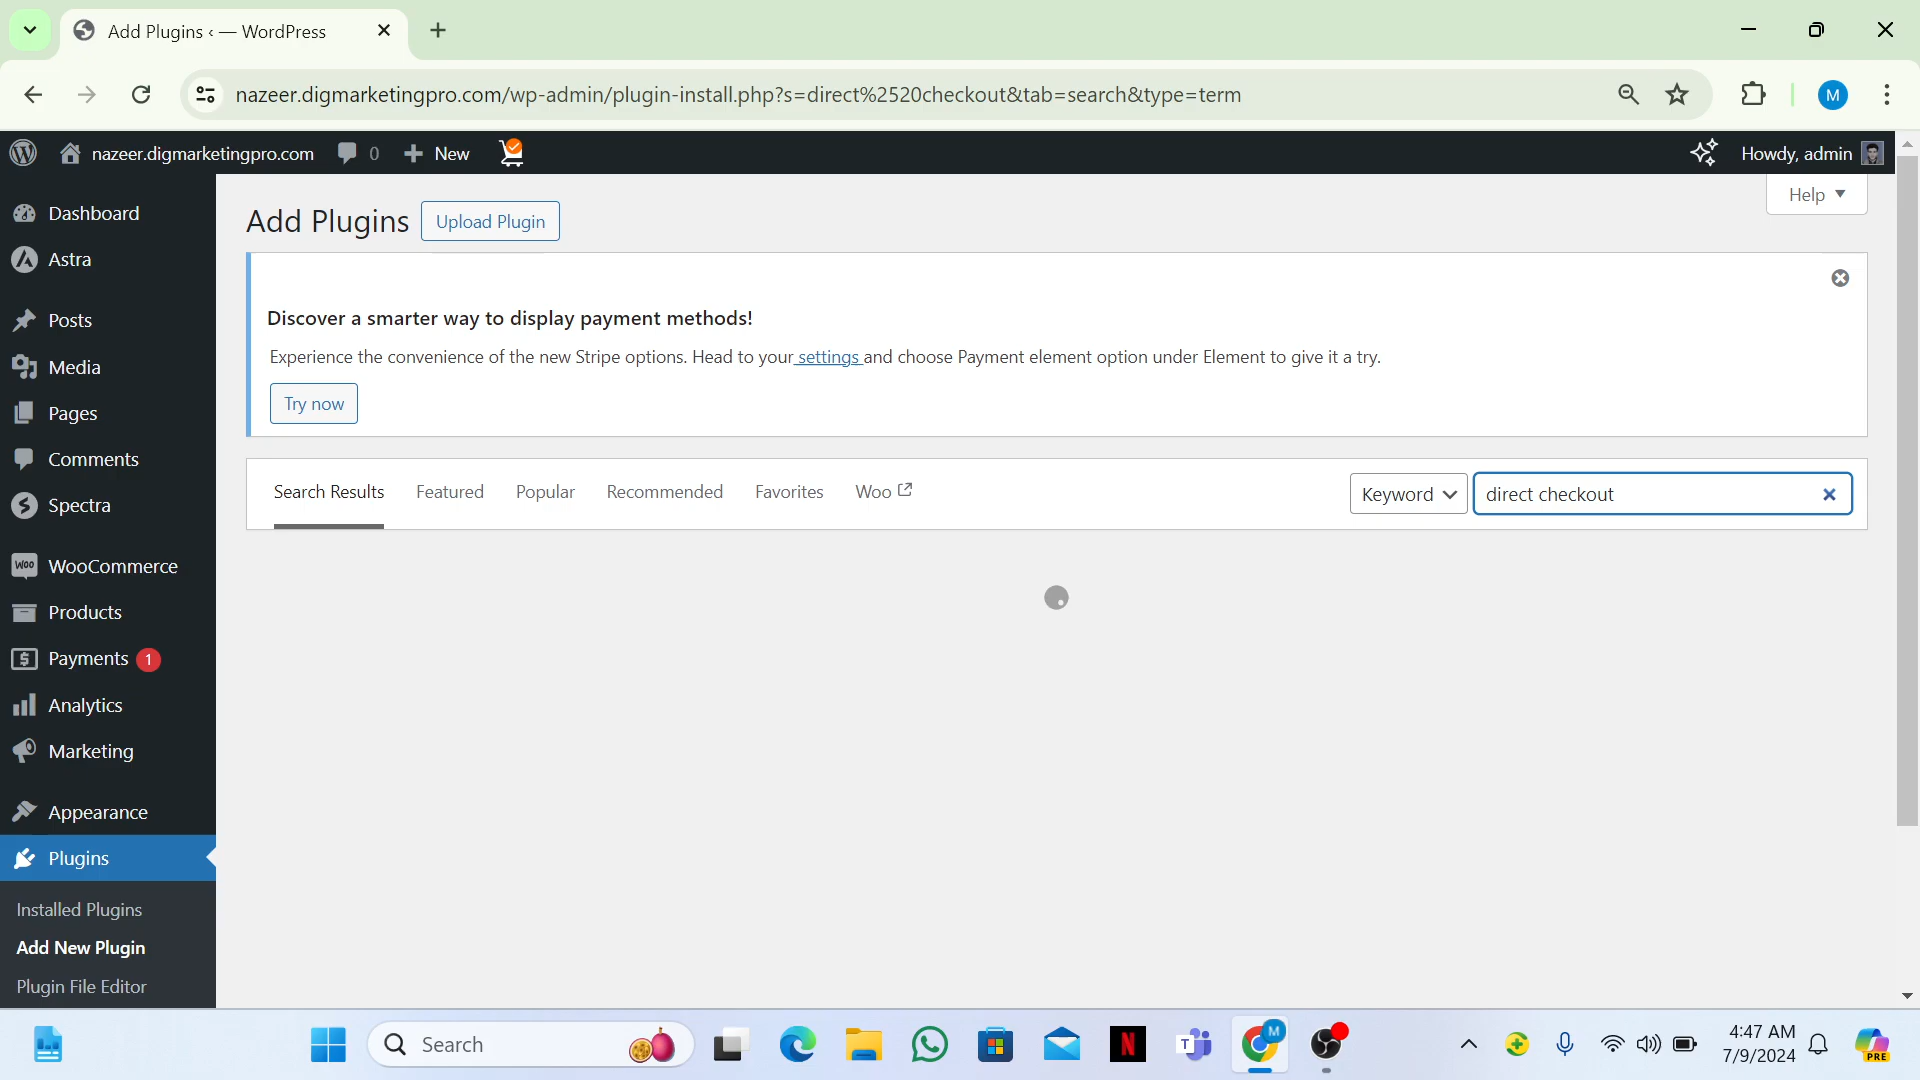 Add Plugins ‹ — WordPress
nazeer.digmarketingpro.com/wp-admin/plugin-install.php?s=direct%2520checkout&tab=search&type=term
M
nazeer.digmarketingpro.com 0 New
Howdy, admin
Help
Dashboard
Astra
Posts
Media
Pages
Comments
Spectra
WooCommerce
Products
Payments 1
Analytics
Marketing
Appearance
Plugins
Installed Plugins
Add New Plugin
Plugin File Editor
Add Plugins Upload Plugin
Discover a smarter way to display payment methods!
Experience the convenience of the new Stripe options. Head to your settings and choose Payment element option under Element to give it a try.
Try now
Search Results Featured Popular Recommended Favorites Woo
Keyword direct checkout
Search
4:47 AM
7/9/2024
PRE